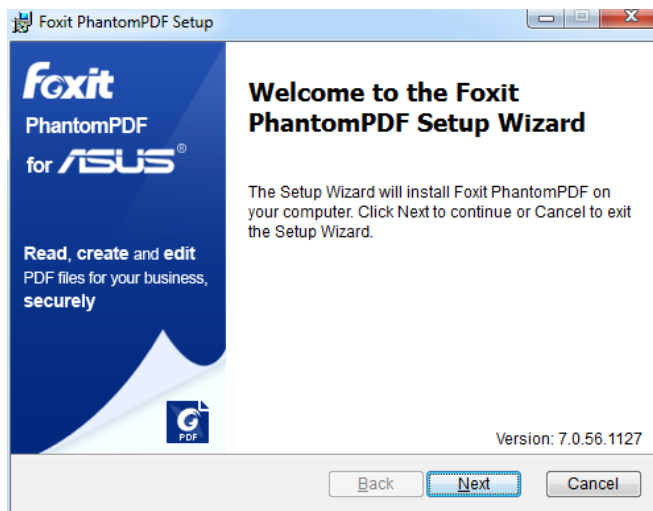 Foxit PhantomPDF Setup
Foxit
PhantomPDF
for ASUS®
Read, create and edit
PDF files for your business,
securely
PDF
Welcome to the Foxit
PhantomPDF Setup Wizard
The Setup Wizard will install Foxit PhantomPDF on
your computer. Click Next to continue or Cancel to exit
the Setup Wizard.
Version: 7.0.56.1127
Back
Next
Cancel